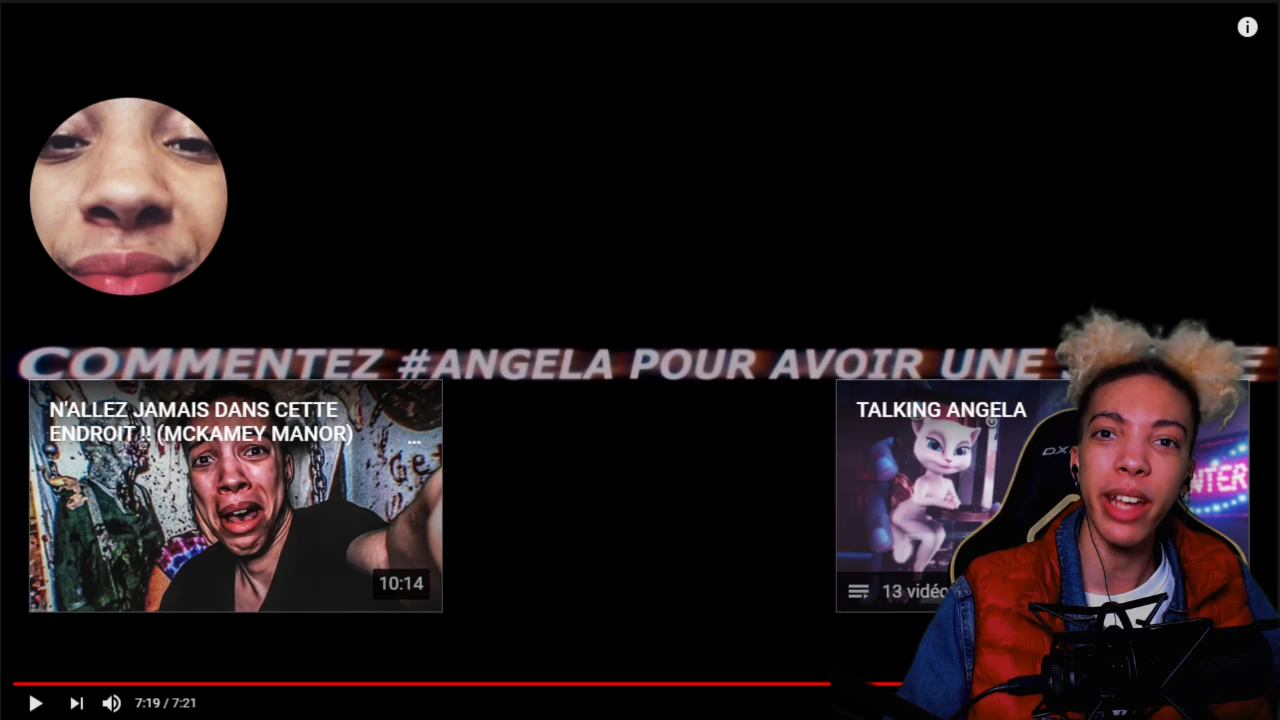 COMMENTEZ #ANGELA POUR AVOIR UNE
N'ALLEZ JAMAIS DANS CETTE
ENDROIT !! (MCKAMEY MANOR)
...
10:14
TALKING ANGELA
13
7:19 / 7:21